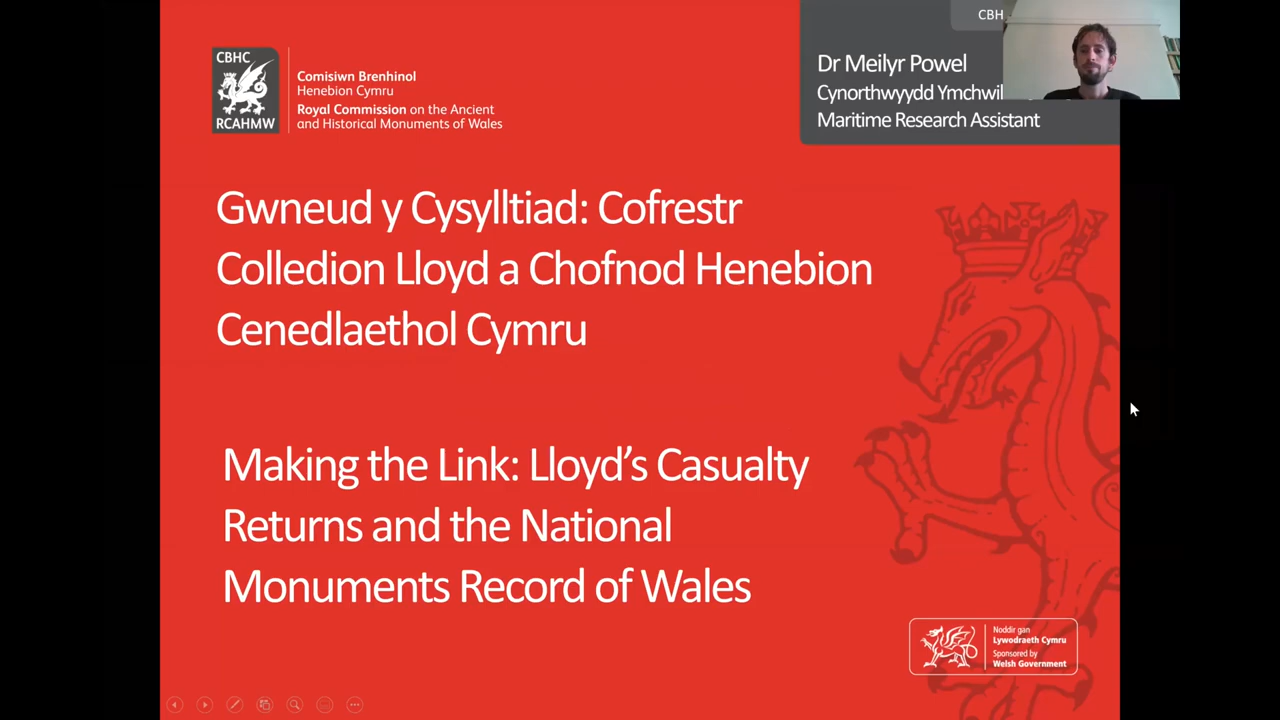 CBHC
RCAHMW
Comisiwn Brenhinol
Henebion Cymru
Royal Commission on the Ancient
and Historical Monuments of Wales
CBH
Dr Meilyr Powel
Cynorthwyydd
Maritime Research Assistant
Gwneud y Cysylltiad: Cofrestr
Colledion Lloyd a Chofnod Henebion
Cenedlaethol Cymru
Making the Link: Lloyd’s Casualty
Returns and the National
Monuments Record of Wales
Noddir gan
Lywodraeth Cymru
Sponsored by
Welsh Government